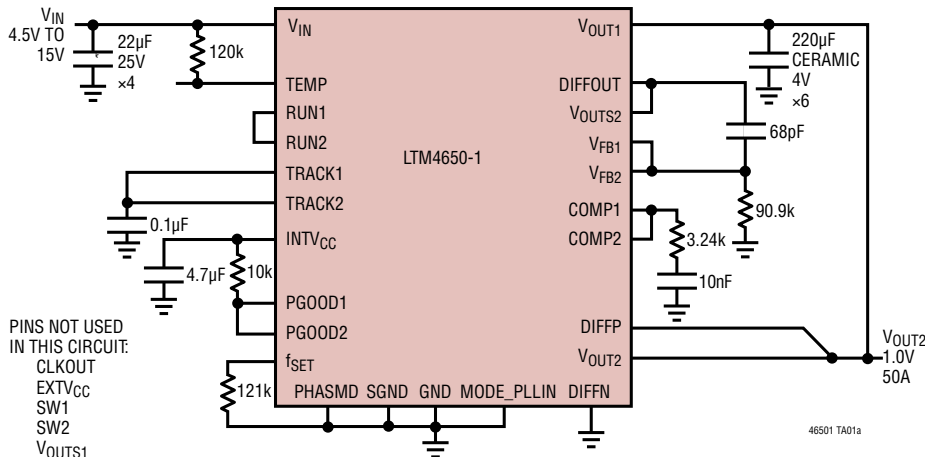 VIN
4.5V TO
15V
22µF
25V
×4
120k
VIN
TEMP
RUN1
RUN2
TRACK1
TRACK2
0.1µF
INTVCC
4.7µF
10k
PGOOD1
PGOOD2
fSET
121k
PHASMD SGND GND MODE_PLLIN DIFFN
LTM4650-1
VOUT1
DIFFOUT
VOUTS2
VFB1
VFB2
COMP1
COMP2
DIFFP
VOUT2
220µF
CERAMIC
4V
×6
68pF
90.9k
3.24k
10nF
VOUT2
1.0V
50A
PINS NOT USED
IN THIS CIRCUIT:
CLKOUT
EXTVCC
SW1
SW2
VOUTS1
46501 TA01a